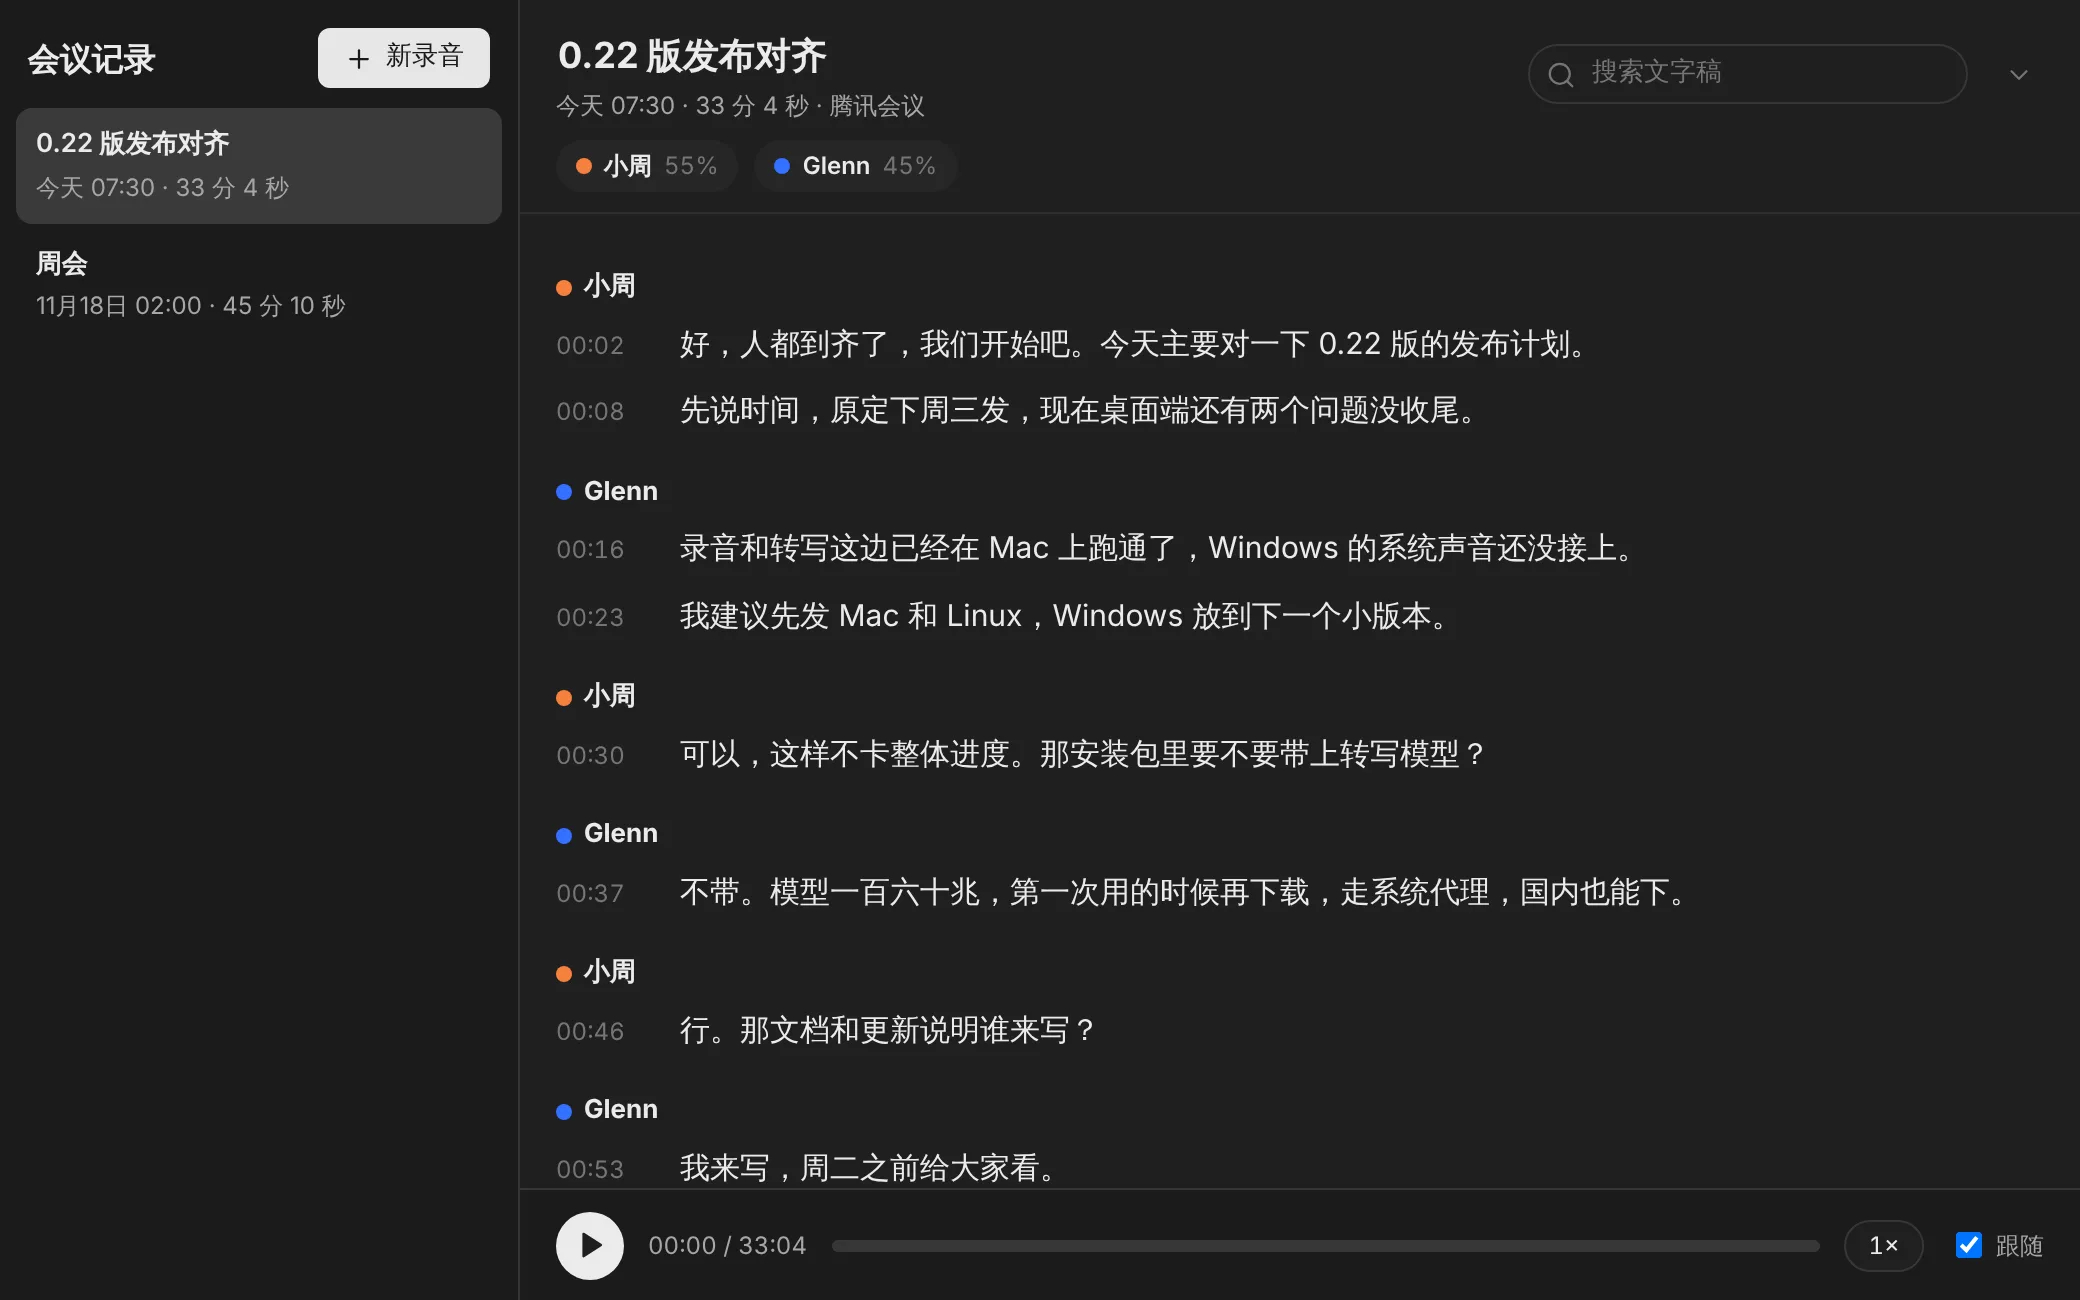 会议记录
新录音
0.22 版发布对齐
今天 07:30 · 33 分 4 秒
周会
11月18日 02:00 · 45 分 10 秒
0.22 版发布对齐
今天 07:30 · 33 分 4 秒 · 腾讯会议
小周 55%
Glenn 45%
搜索文字稿
小周
00:02 好，人都到齐了，我们开始吧。今天主要对一下 0.22 版的发布计划。
00:08 先说时间，原定下周三发，现在桌面端还有两个问题没收尾。
Glenn
00:16 录音和转写这边已经在 Mac 上跑通了，Windows 的系统声音还没接上。
00:23 我建议先发 Mac 和 Linux，Windows 放到下一个小版本。
小周
00:30 可以，这样不卡整体进度。那安装包里要不要带上转写模型？
Glenn
00:37 不带。模型一百六十兆，第一次用的时候再下载，走系统代理，国内也能下。
小周
00:46 行。那文档和更新说明谁来写？
Glenn
00:53 我来写，周二之前给大家看。
00:00 / 33:04
1×
跟随